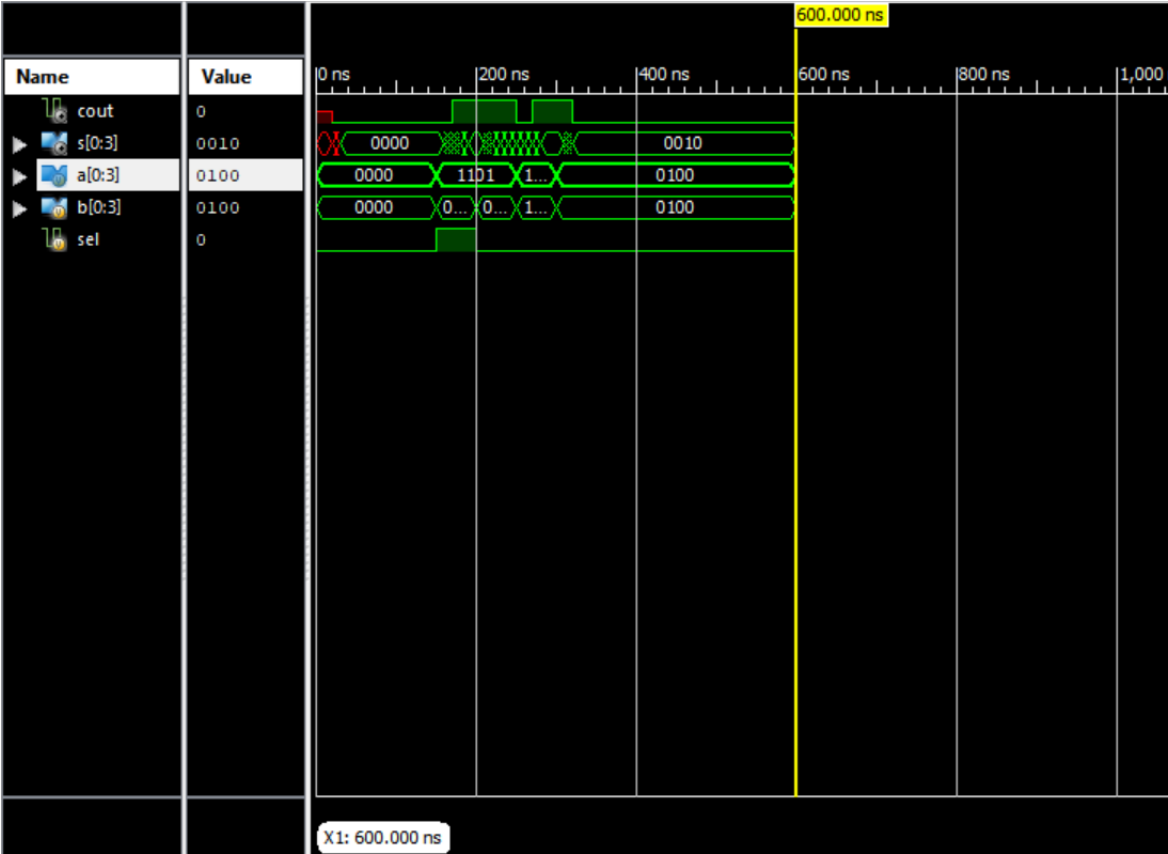 600.000 ns
Name Value 0 ns 200 ns 400 ns 600 ns 800 ns 1,000
cout 0
s[0:3] 0010 0000 0010
a[0:3] 0100 0000 1101 1... 0100
b[0:3] 0100 0000 0... 0... 1... 0100
sel 0
X1: 600.000 ns